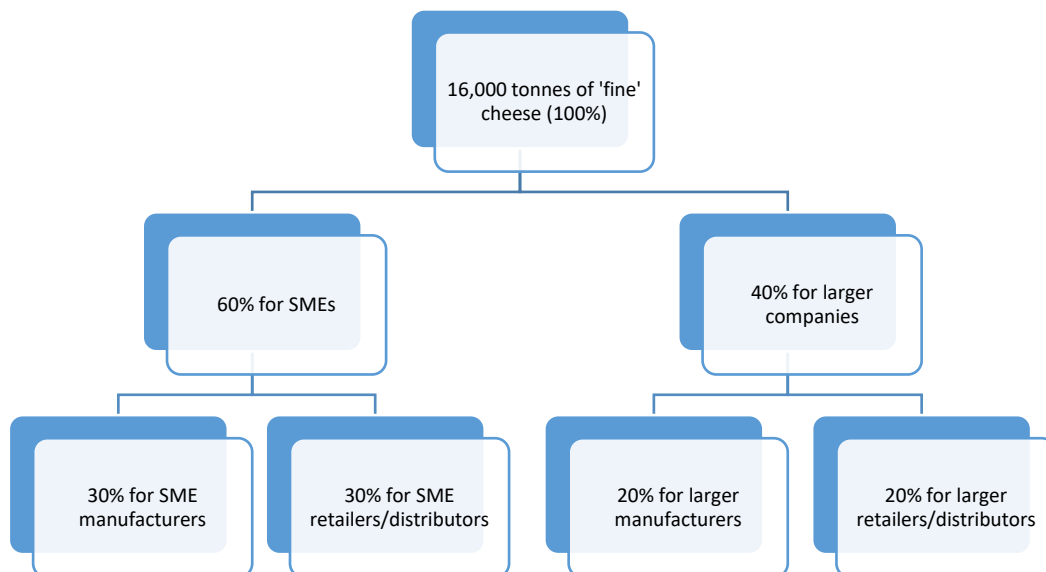 16,000 tonnes of 'fine'
cheese (100%)
60% for SMEs
40% for larger
companies
30% for SME
manufacturers
30% for SME
retailers/distributors
20% for larger
manufacturers
20% for larger
retailers/distributors